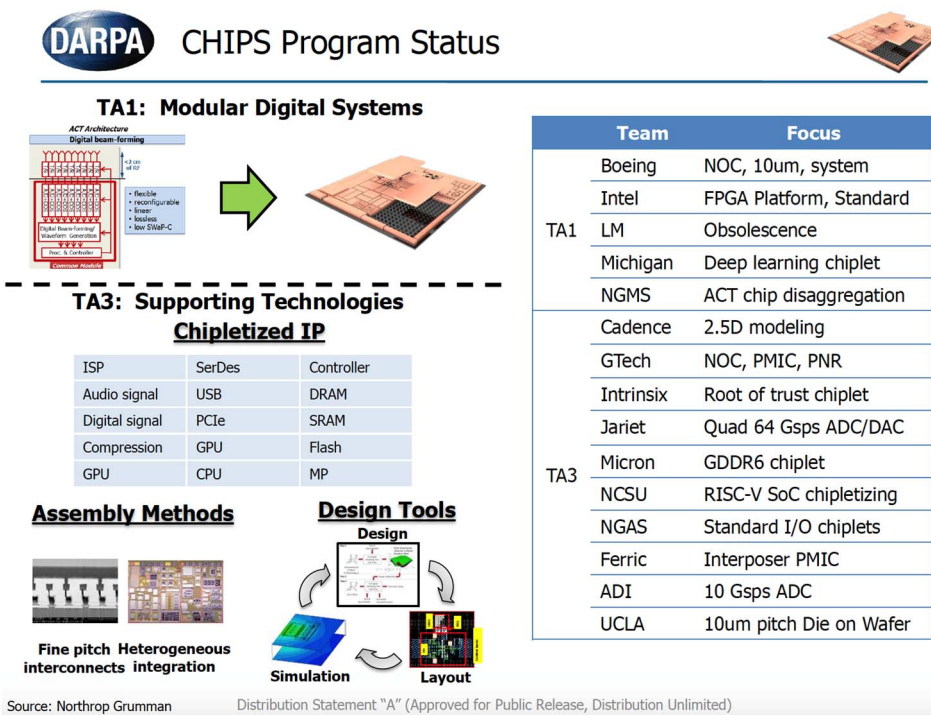 DARPA
CHIPS Program Status
TA1: Modular Digital Systems
ACT Architecture
Digital beam-forming
<2 cm
of RF
• flexible
• reconfigurable
• linear
• lossless
• low SWaP-C
Digital Beam-forming/
Waveform Generation
Proc. & Controller
Common Module
TA3: Supporting Technologies
Chipletized IP
ISP SerDes Controller
Audio signal USB DRAM
Digital signal PCIe SRAM
Compression GPU Flash
GPU CPU MP
Assembly Methods
Fine pitch
interconnects
Heterogeneous
integration
Design Tools
Design
Simulation
Layout
Team Focus
TA1
Boeing NOC, 10um, system
Intel FPGA Platform, Standard
LM Obsolescence
Michigan Deep learning chiplet
NGMS ACT chip disaggregation
TA3
Cadence 2.5D modeling
GTech NOC, PMIC, PNR
Intrinsix Root of trust chiplet
Jariet Quad 64 Gsps ADC/DAC
Micron GDDR6 chiplet
NCSU RISC-V SoC chipletizing
NGAS Standard I/O chiplets
Ferric Interposer PMIC
ADI 10 Gsps ADC
UCLA 10um pitch Die on Wafer
Source: Northrop Grumman
Distribution Statement “A” (Approved for Public Release, Distribution Unlimited)